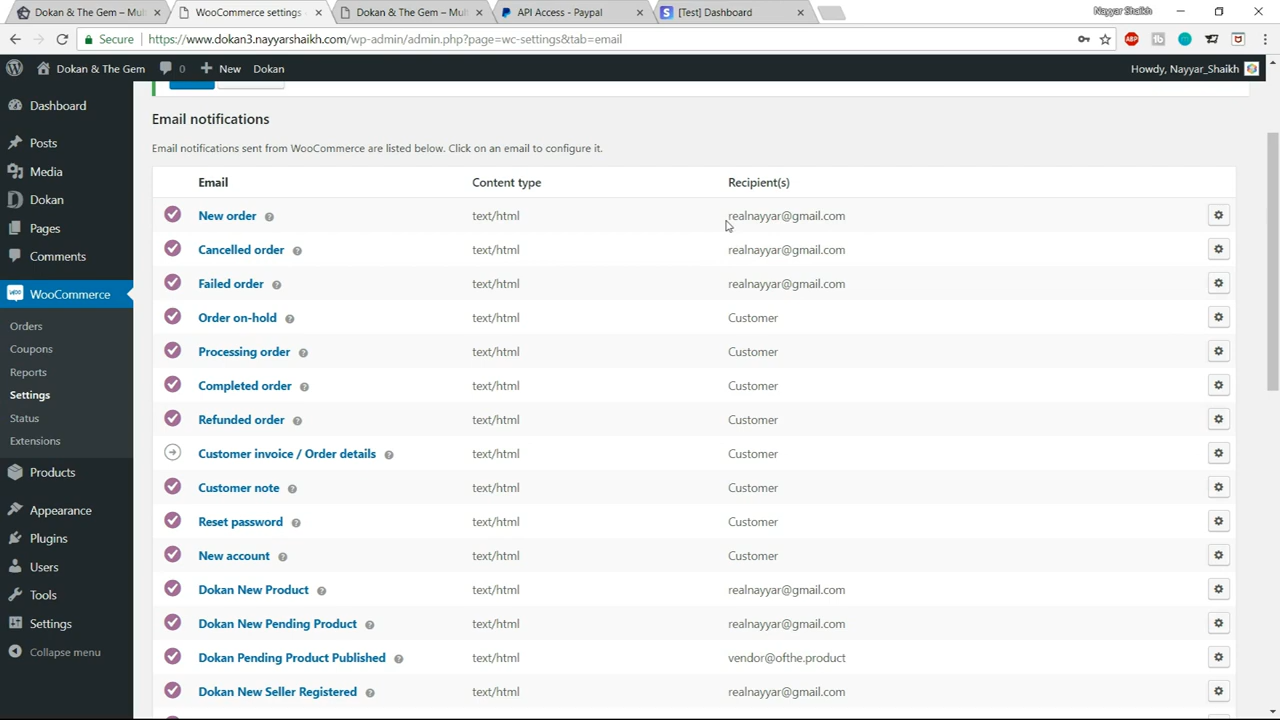 Dokan & The Gem – Mult
WooCommerce settings
Dokan & The Gem – Mult
API Access - Paypal
[Test] Dashboard
Nayyar Shaikh
Secure
https://www.dokan3.nayyarshaikh.com/wp-admin/admin.php?page=wc-settings&tab=email
Dokan & The Gem
0
New
Dokan
Howdy, Nayyar_Shaikh
Dashboard
Posts
Media
Dokan
Pages
Comments
WooCommerce
Orders
Coupons
Reports
Settings
Status
Extensions
Products
Appearance
Plugins
Users
Tools
Settings
Collapse menu
Email notifications
Email notifications sent from WooCommerce are listed below. Click on an email to configure it.
Email Content type Recipient(s)
New order text/html realnayyar@gmail.com
Cancelled order text/html realnayyar@gmail.com
Failed order text/html realnayyar@gmail.com
Order on-hold text/html Customer
Processing order text/html Customer
Completed order text/html Customer
Refunded order text/html Customer
Customer invoice / Order details text/html Customer
Customer note text/html Customer
Reset password text/html Customer
New account text/html Customer
Dokan New Product text/html realnayyar@gmail.com
Dokan New Pending Product text/html realnayyar@gmail.com
Dokan Pending Product Published text/html vendor@ofthe.product
Dokan New Seller Registered text/html realnayyar@gmail.com